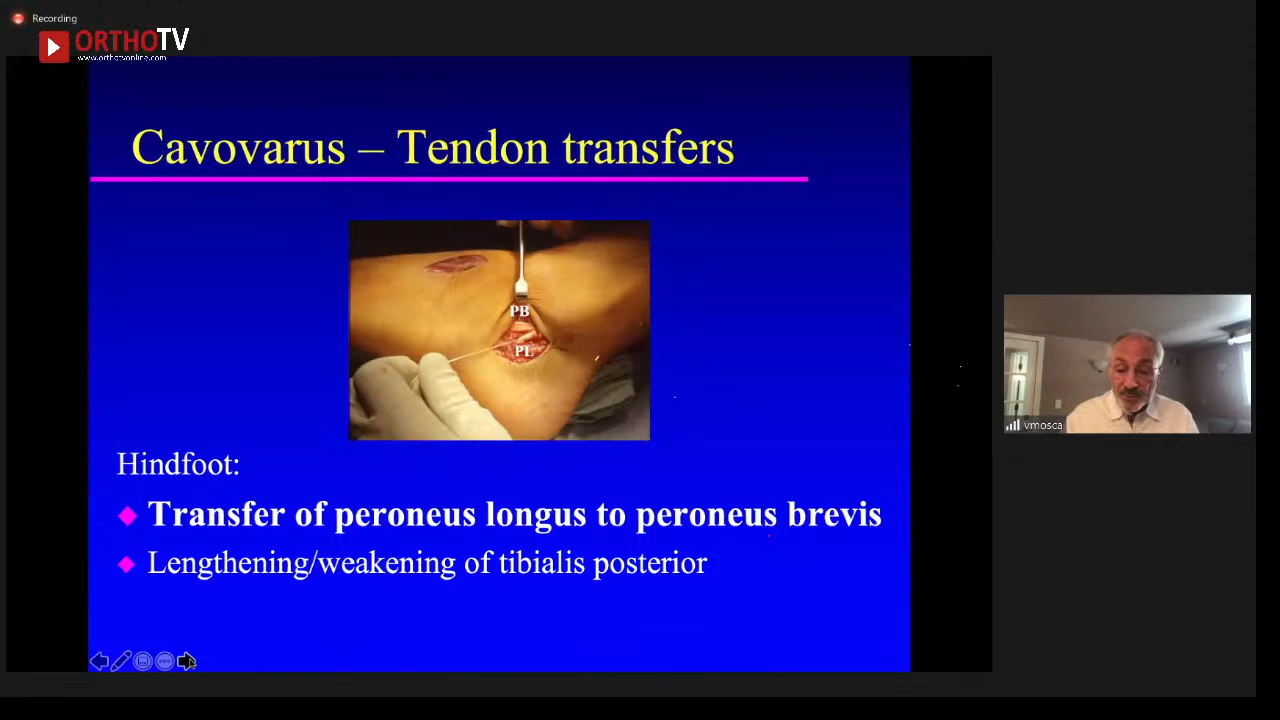 Recording
ORTHOTV
www.orthotvonline.com
Cavovarus – Tendon transfers
PB
PL
Hindfoot:
Transfer of peroneus longus to peroneus brevis
Lengthening/weakening of tibialis posterior
vmosca